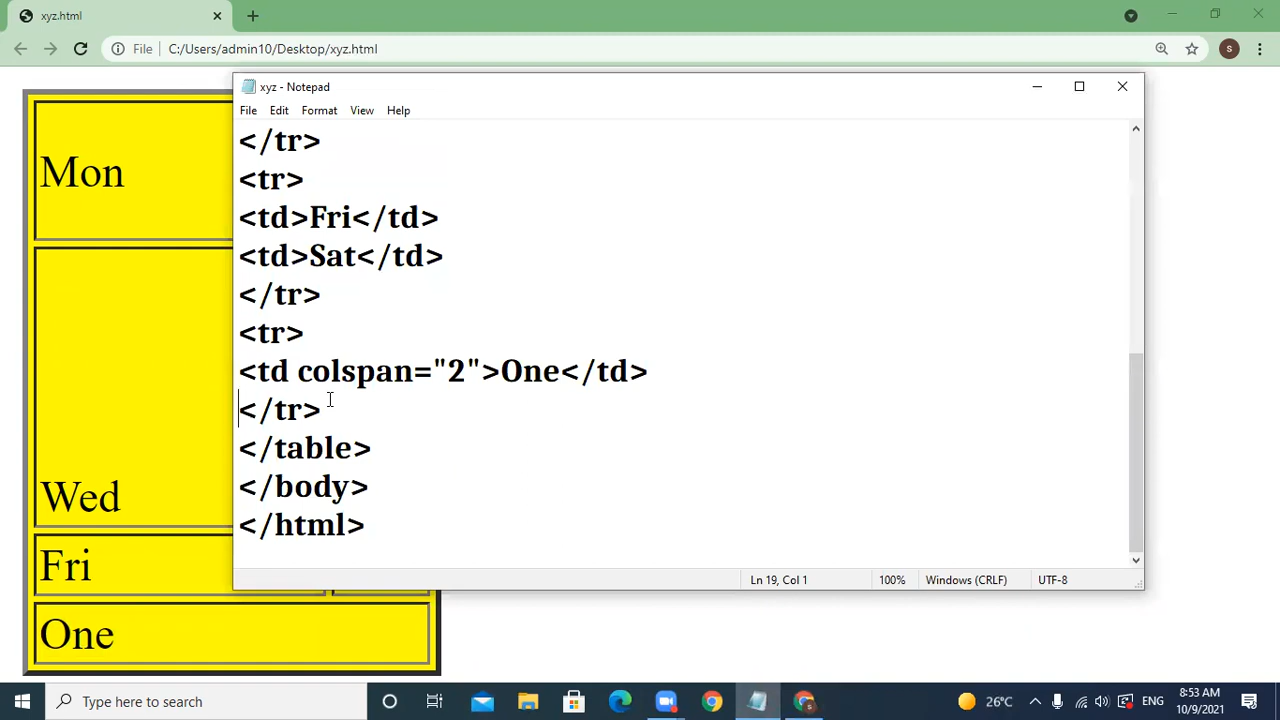 xyz.html
File C:/Users/admin10/Desktop/xyz.html
S
xyz - Notepad
File Edit Format View Help
</tr>
<tr>
<td>Fri</td>
<td>Sat</td>
</tr>
<tr>
<td colspan="2">One</td>
</tr>
</table>
</body>
</html>
Ln 19, Col 1 100% Windows (CRLF) UTF-8
Mon
Wed
Fri
One
Type here to search
S
26°C
ENG
8:53 AM
10/9/2021